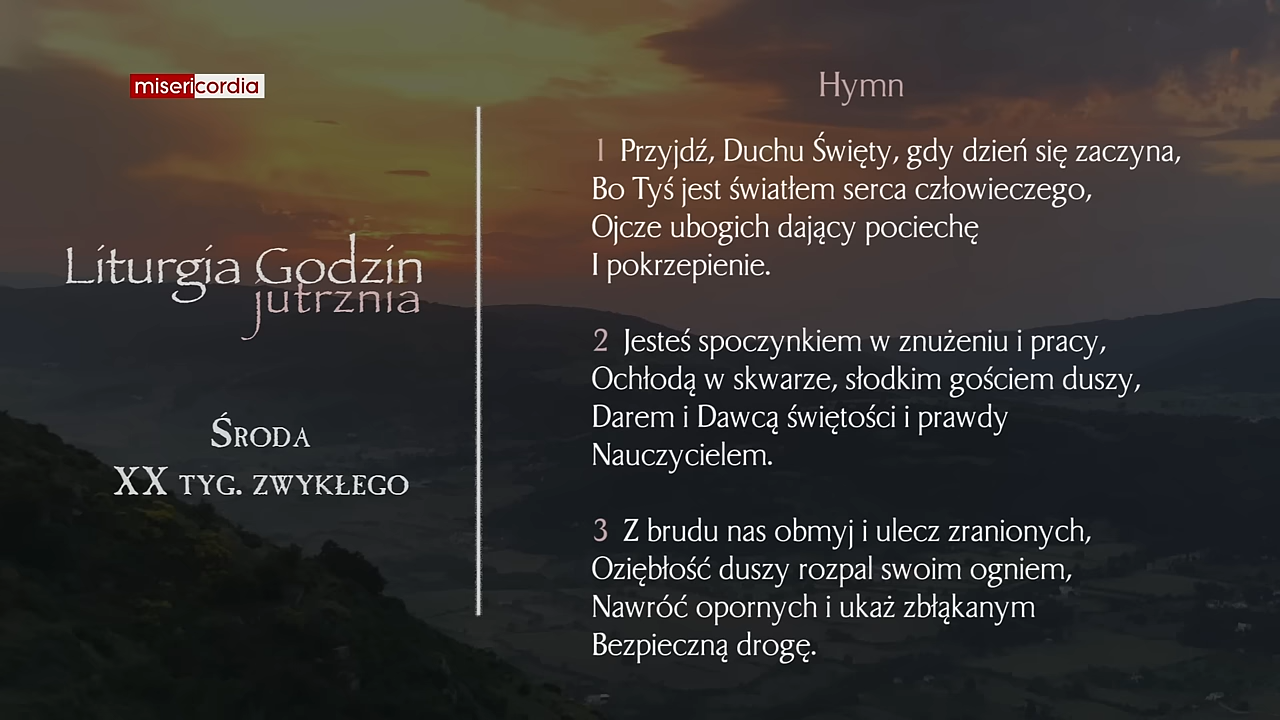 misericordia
Liturgia Godzin
jutrznia
Środa
XX tyg. zwykłego
Hymn
1 Przyjdź, Duchu Święty, gdy dzień się zaczyna,
Bo Tyś jest światłem serca człowieczego,
Ojcze ubogich dający pociechę
I pokrzepienie.
2 Jesteś spoczynkiem w znużeniu i pracy,
Ochłodą w skwarze, słodkim gościem duszy,
Darem i Dawcą świętości i prawdy
Nauczycielem.
3 Z brudu nas obmyj i ulecz zranionych,
Oziębłość duszy rozpal swoim ogniem,
Nawróć opornych i ukaż zbłąkanym
Bezpieczną drogę.